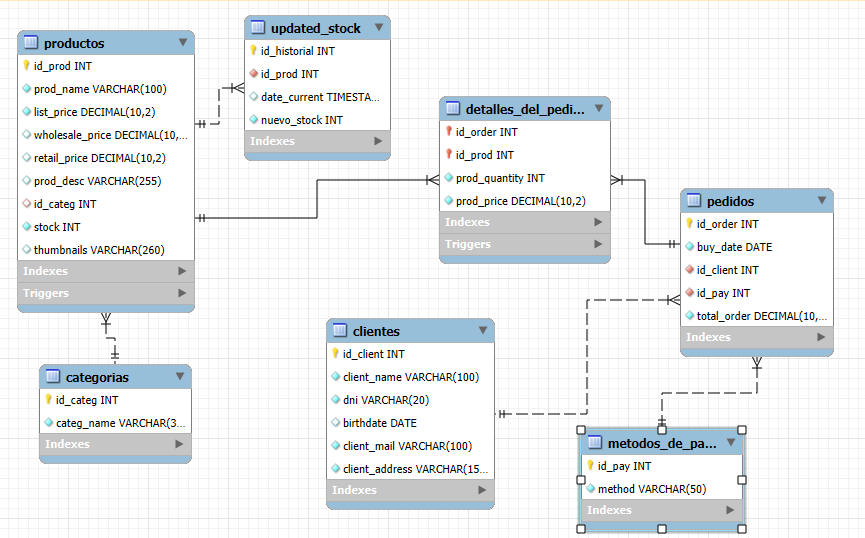 productos
id_prod INT
prod_name VARCHAR(100)
list_price DECIMAL(10,2)
wholesale_price DECIMAL(10,...
retail_price DECIMAL(10,2)
prod_desc VARCHAR(255)
id_categ INT
stock INT
thumbnails VARCHAR(260)
Indexes
Triggers
updated_stock
id_historial INT
id_prod INT
date_current TIMESTA...
nuevo_stock INT
Indexes
detalles_del_pedi...
id_order INT
id_prod INT
prod_quantity INT
prod_price DECIMAL(10,2)
Indexes
Triggers
pedidos
id_order INT
buy_date DATE
id_client INT
id_pay INT
total_order DECIMAL(10,...
Indexes
categorias
id_categ INT
categ_name VARCHAR(3...
Indexes
clientes
id_client INT
client_name VARCHAR(100)
dni VARCHAR(20)
birthdate DATE
client_mail VARCHAR(100)
client_address VARCHAR(15...
Indexes
metodos_de_pa...
id_pay INT
method VARCHAR(50)
Indexes